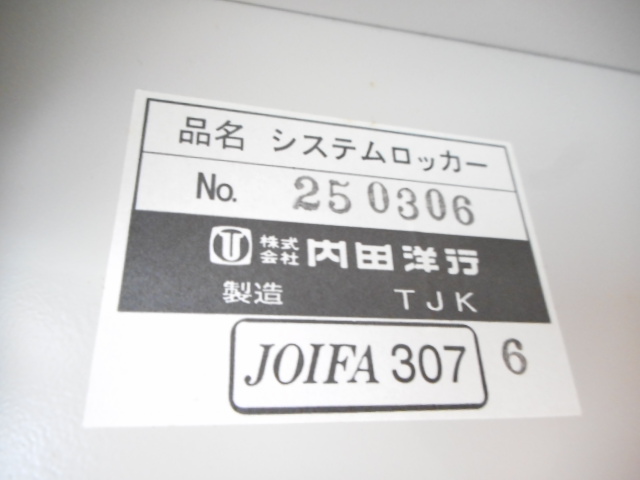 品名 システムロッカー
No. 250306
株式会社 内田洋行
製造 TJK
JOIFA 307 6